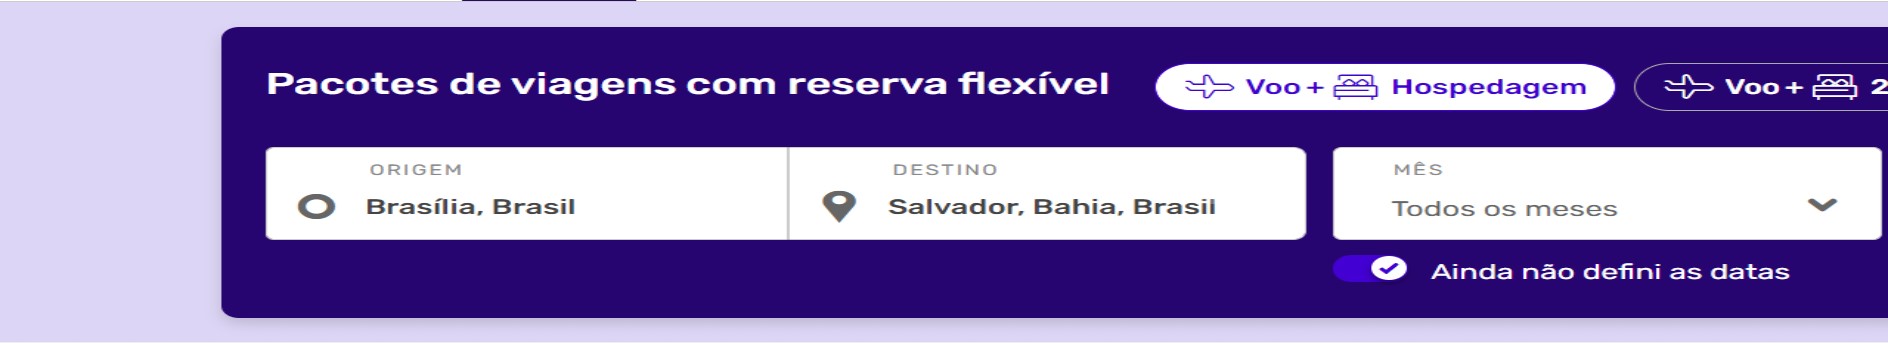 Pacotes de viagens com reserva flexível
Voo + Hospedagem
Voo + 2
ORIGEM
Brasília, Brasil
DESTINO
Salvador, Bahia, Brasil
MÊS
Todos os meses
Ainda não defini as datas